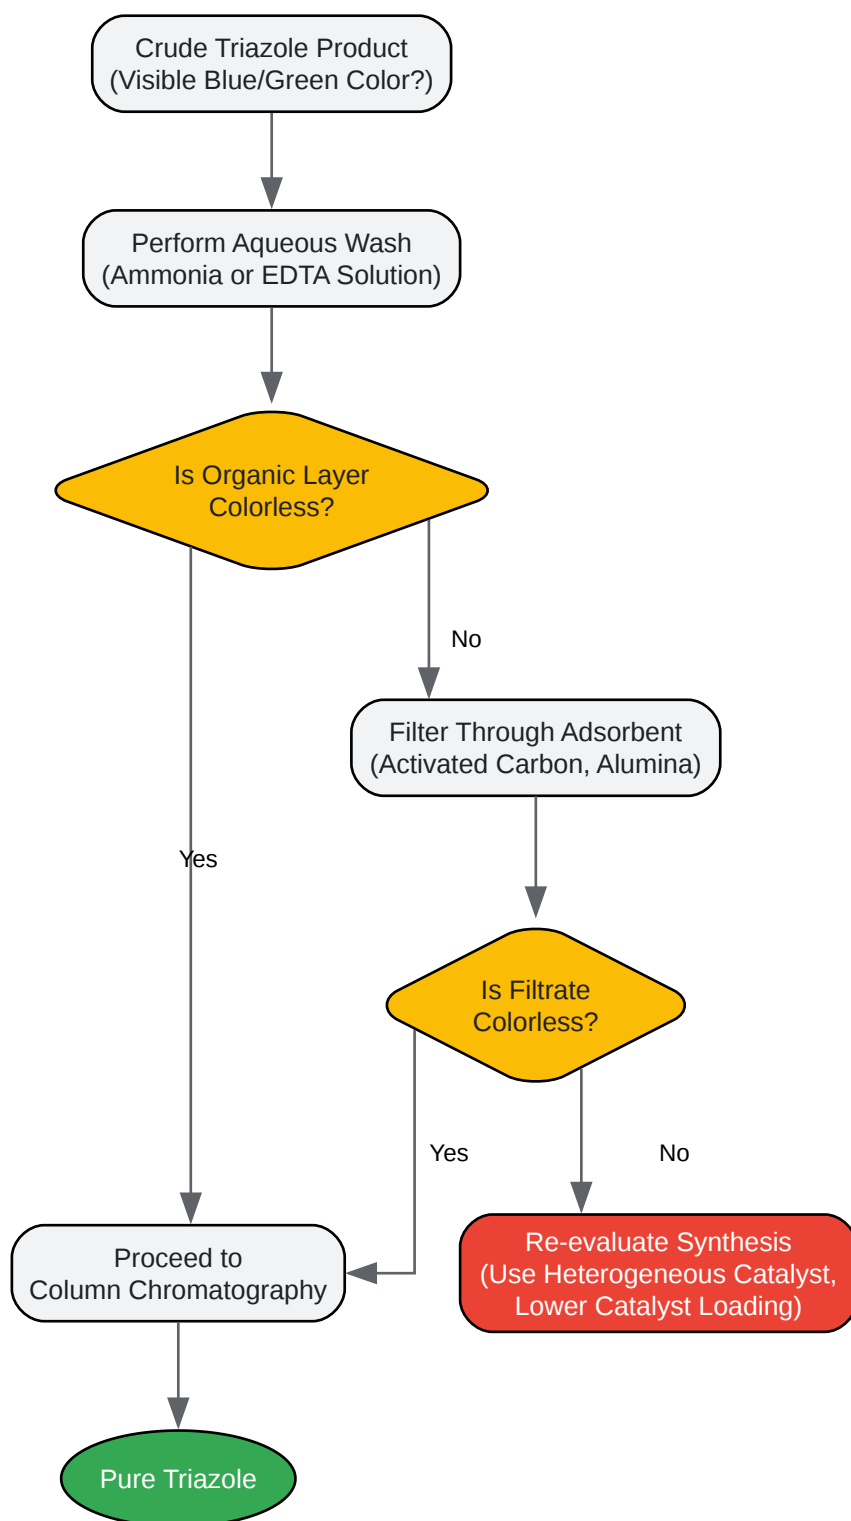 Crude Triazole Product
(Visible Blue/Green Color?)
Perform Aqueous Wash
(Ammonia or EDTA Solution)
Is Organic Layer
Colorless?
No
Filter Through Adsorbent
(Activated Carbon, Alumina)
Yes
Is Filtrate
Colorless?
Yes
No
Proceed to
Column Chromatography
Re-evaluate Synthesis
(Use Heterogeneous Catalyst,
Lower Catalyst Loading)
Pure Triazole